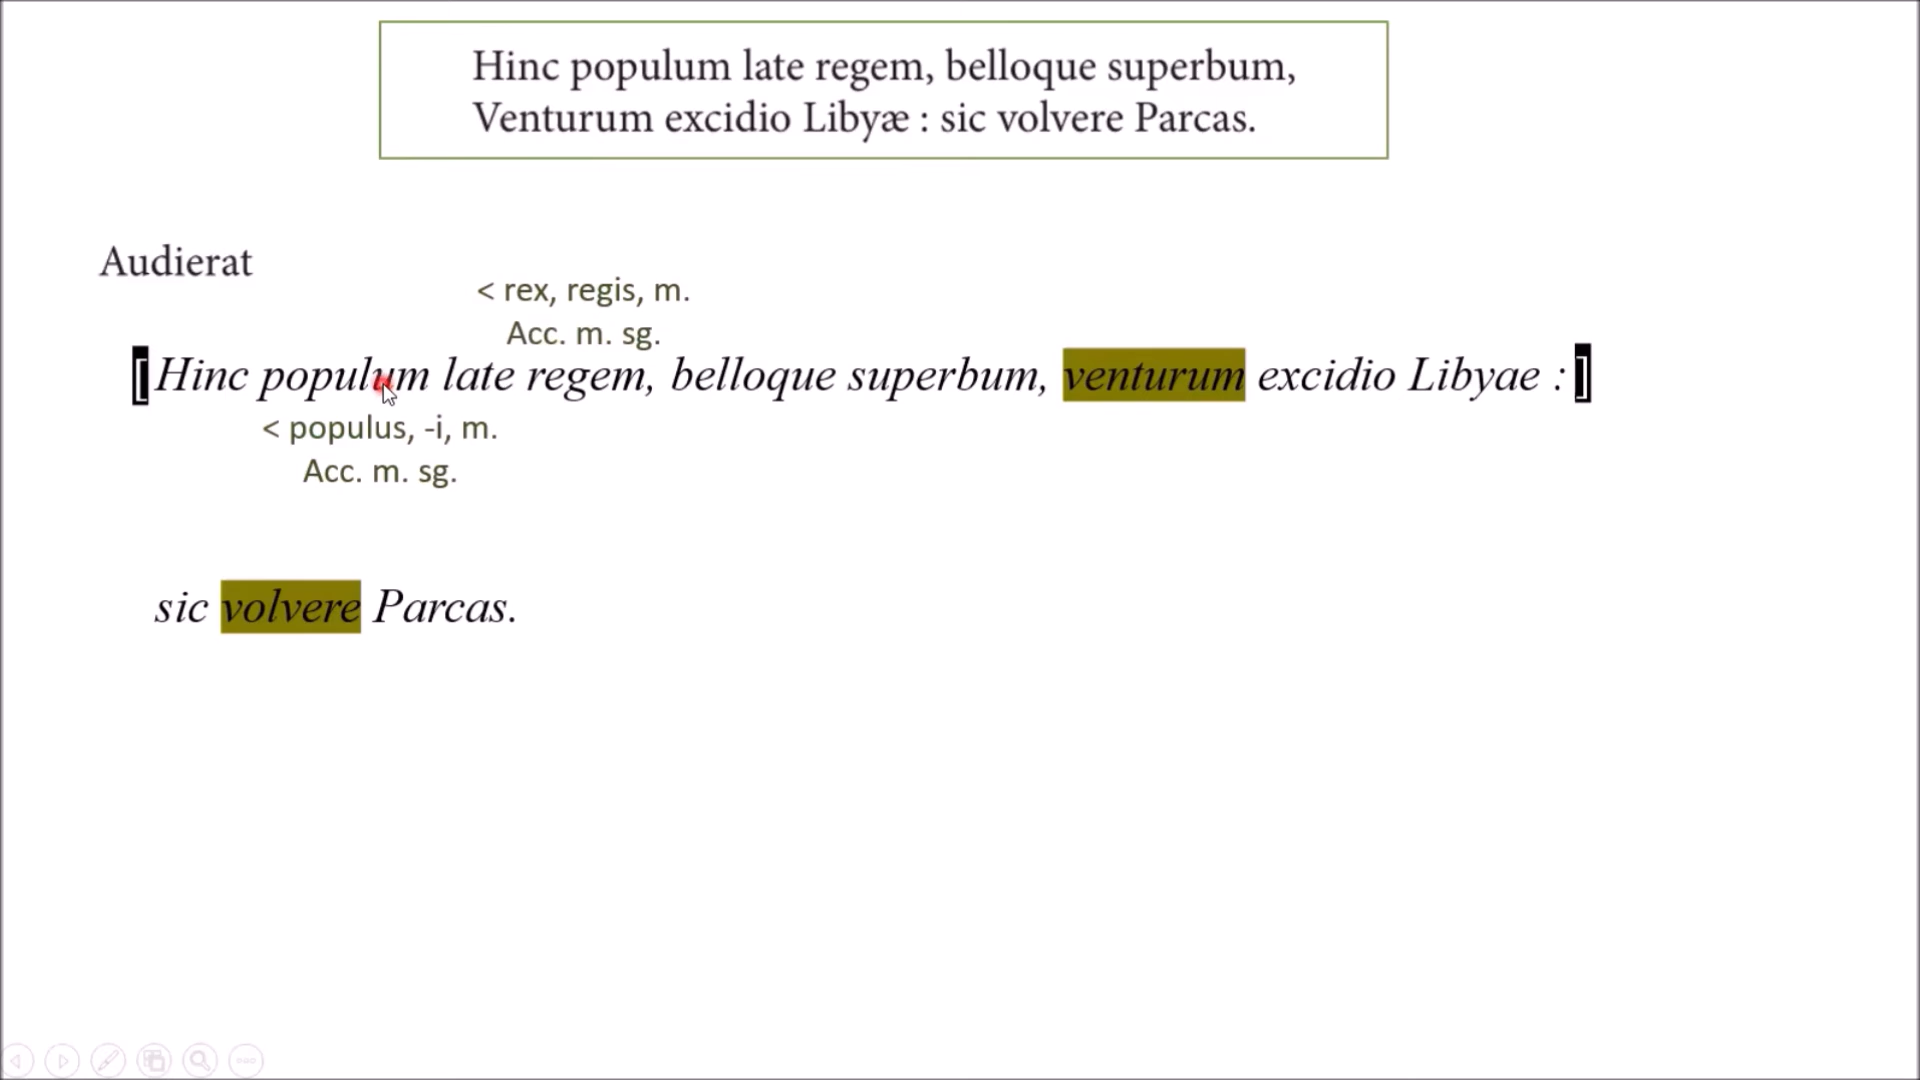 Hinc populum late regem, belloque superbum,
Venturum excidio Libyæ : sic volvere Parcas.
Audierat
< rex, regis, m.
Acc. m. sg.
[Hinc populum late regem, belloque superbum, venturum excidio Libyae :]
< populus, -i, m.
Acc. m. sg.
sic volvere Parcas.